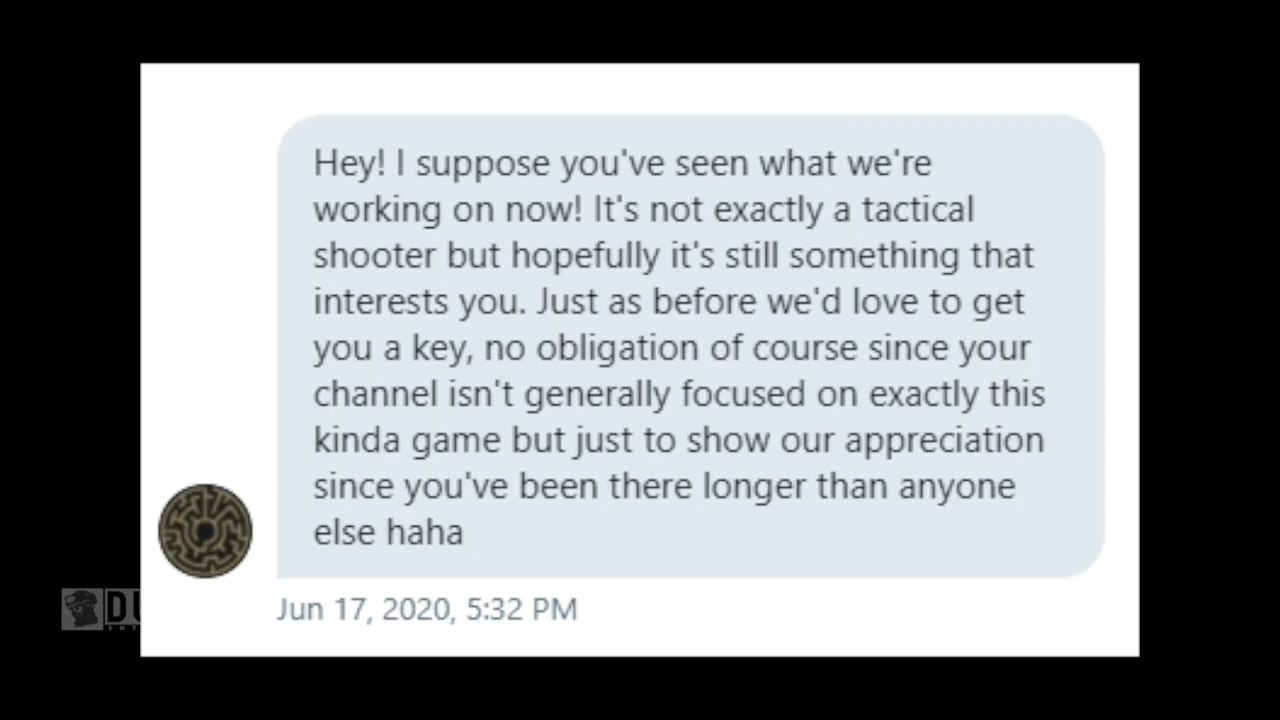 Hey! I suppose you've seen what we're
working on now! It's not exactly a tactical
shooter but hopefully it's still something that
interests you. Just as before we'd love to get
you a key, no obligation of course since your
channel isn't generally focused on exactly this
kinda game but just to show our appreciation
since you've been there longer than anyone
else haha
DU
Jun 17, 2020, 5:32 PM